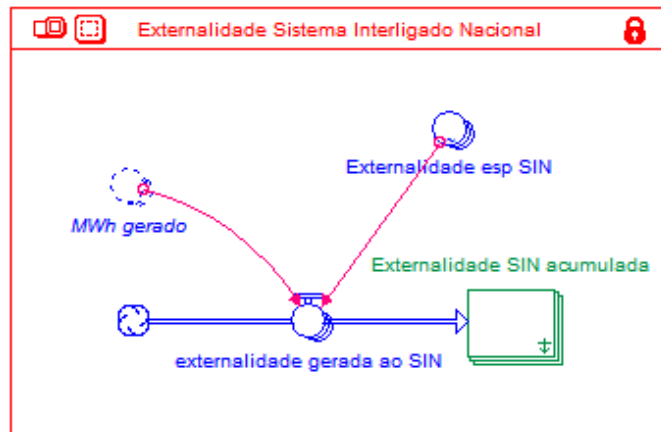 Externalidade Sistema Interligado Nacional
Externalidade esp SIN
MWh gerado
Externalidade SIN acumulada
externalidade gerada ao SIN